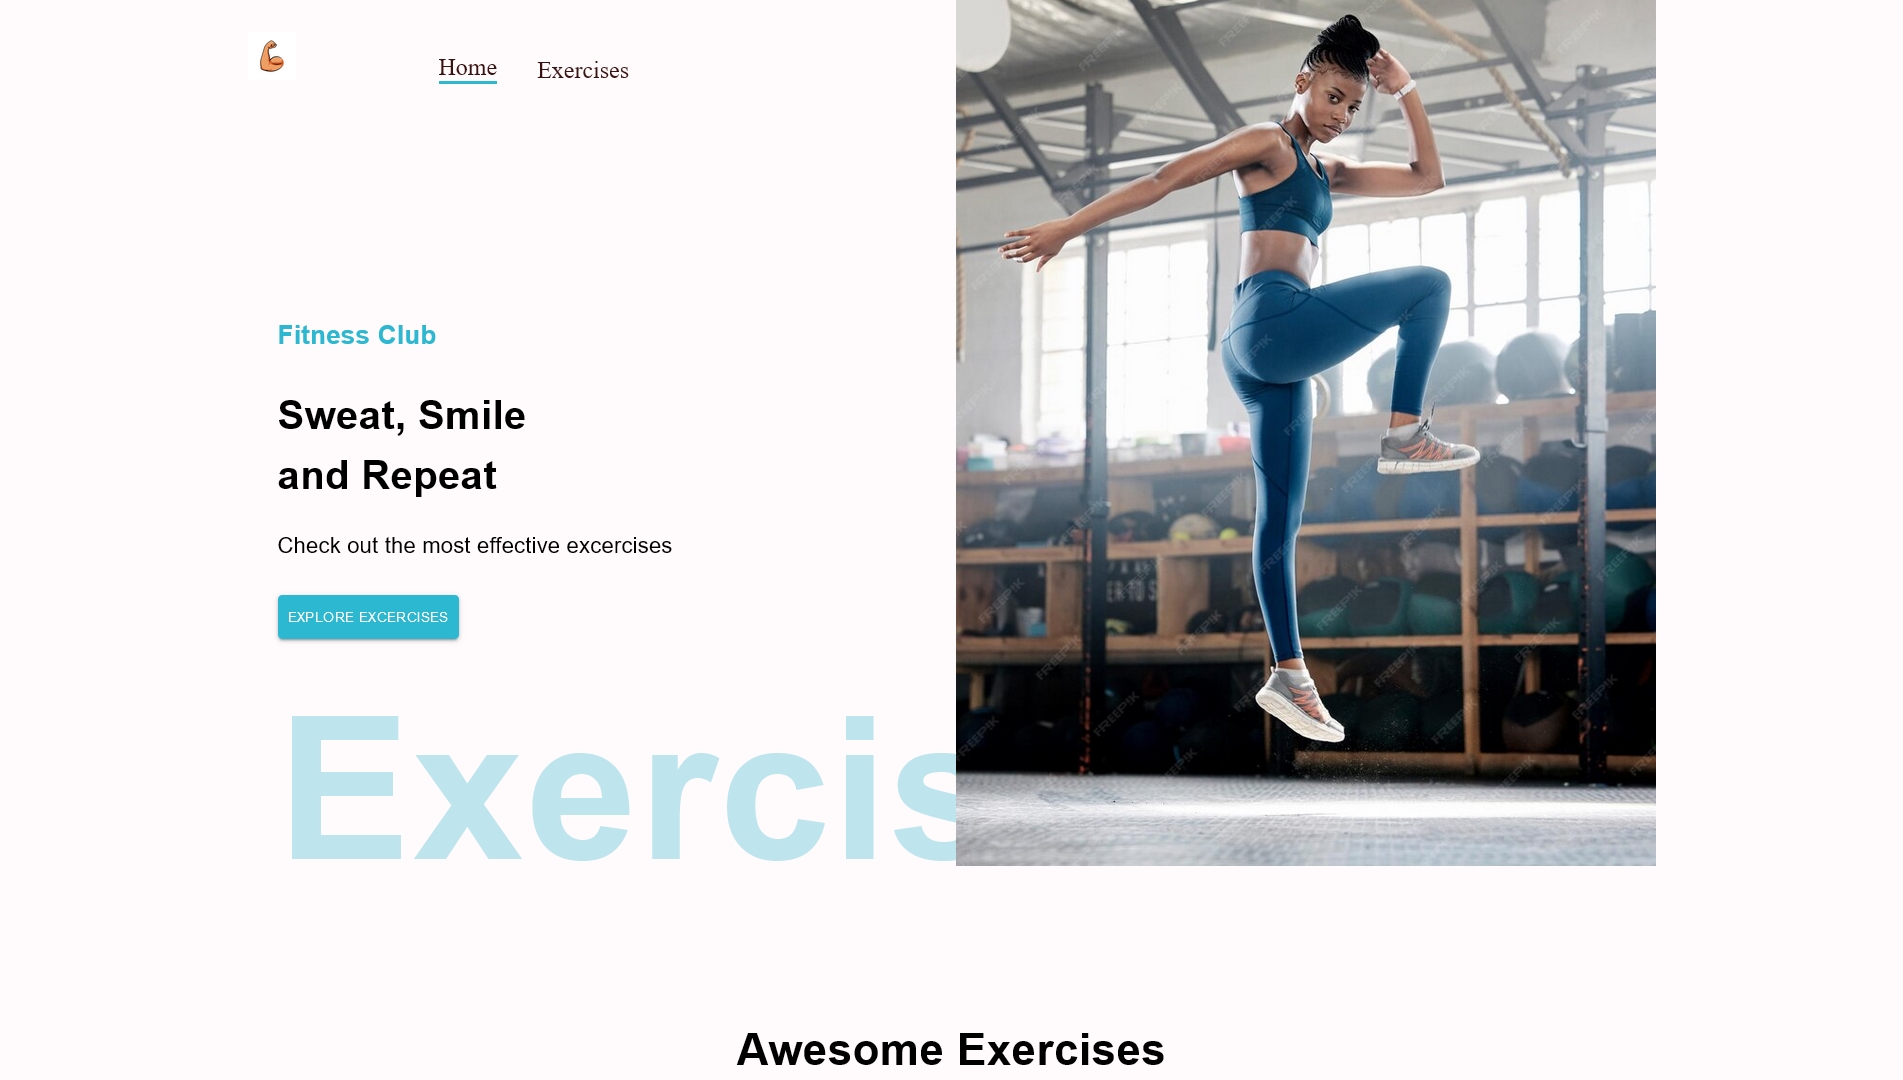 Home
Exercises
Fitness Club
Sweat, Smile
and Repeat
Check out the most effective excercises
EXPLORE EXCERCISES
Exercis
FREEPIK
Awesome Exercises